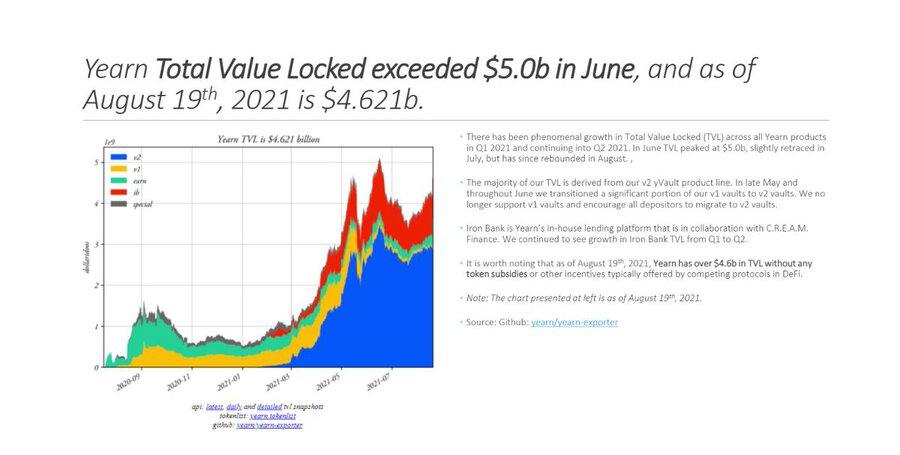 Yearn Total Value Locked exceeded $5.0b in June, and as of
August 19th, 2021 is $4.621b.
1e9
Yearn TVL is $4.621 billion
v2
v1
earn
ib
special
dollaridoos
5
4
3
2
1
0
2020-09
2020-11
2021-01
2021-03
2021-05
2021-07
api: latest, daily and detailed tvl snapshots
tokenlist: yearn tokenlist
github: yearn/yearn-exporter
• There has been phenomenal growth in Total Value Locked (TVL) across all Yearn products
in Q1 2021 and continuing into Q2 2021. In June TVL peaked at $5.0b, slightly retraced in
July, but has since rebounded in August. ,
• The majority of our TVL is derived from our v2 yVault product line. In late May and
throughout June we transitioned a significant portion of our v1 vaults to v2 vaults. We no
longer support v1 vaults and encourage all depositors to migrate to v2 vaults.
• Iron Bank is Yearn's in-house lending platform that is in collaboration with C.R.E.A.M.
Finance. We continued to see growth in Iron Bank TVL from Q1 to Q2.
• It is worth noting that as of August 19th, 2021, Yearn has over $4.6b in TVL without any
token subsidies or other incentives typically offered by competing protocols in DeFi.
• Note: The chart presented at left is as of August 19th, 2021.
• Source: Github: yearn/yearn-exporter